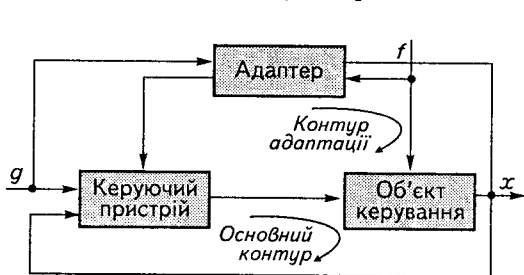 f
Адаптер
Контур
адаптації
g
Керуючий
пристрій
Об'єкт
керування
x
Основний
контур